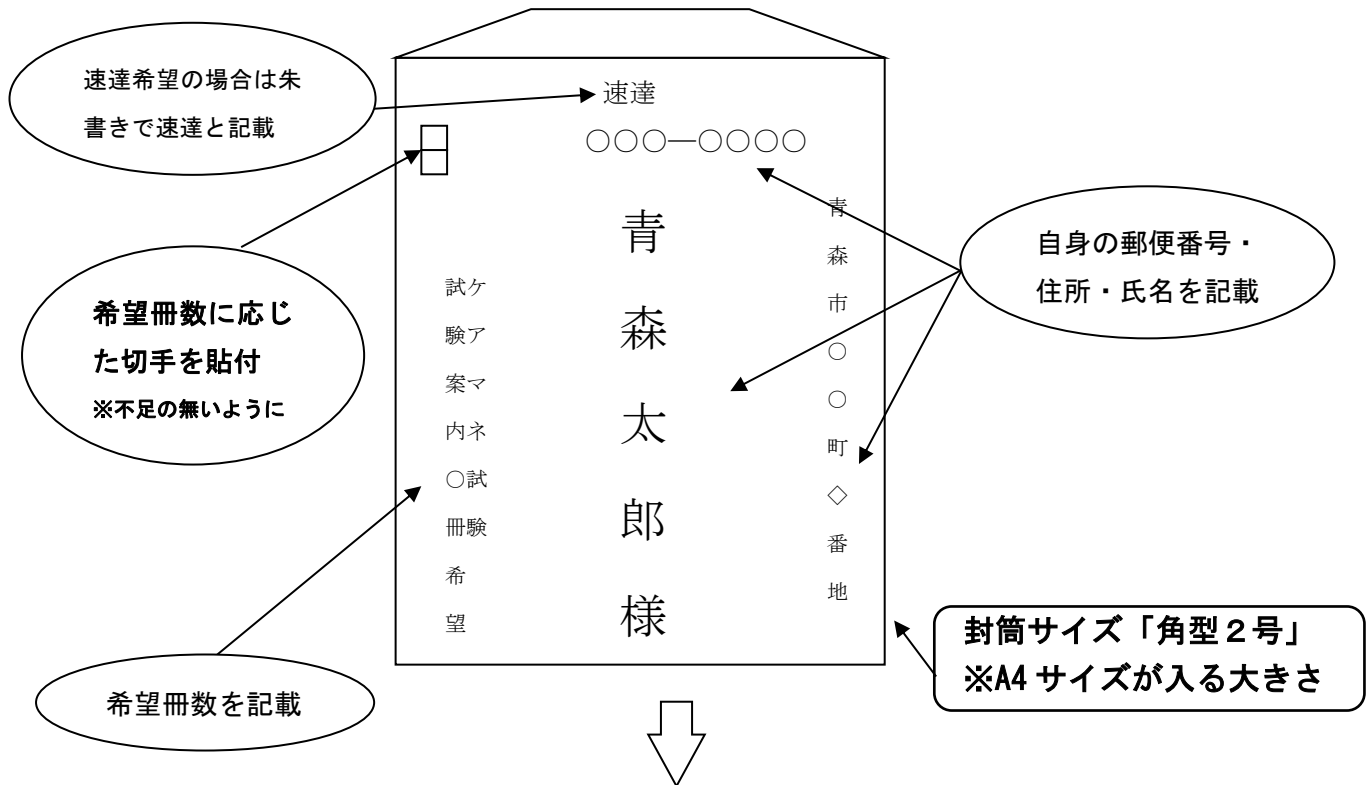 速達希望の場合は朱
書きで速達と記載
速達
〇〇〇―〇〇〇〇
青森市〇〇町◇番地
青森太郎様
ケアマネ試験
試験案内〇冊希望
希望冊数に応じ
た切手を貼付
※不足の無いように
自身の郵便番号・
住所・氏名を記載
希望冊数を記載
封筒サイズ「角型２号」
※A4 サイズが入る大きさ